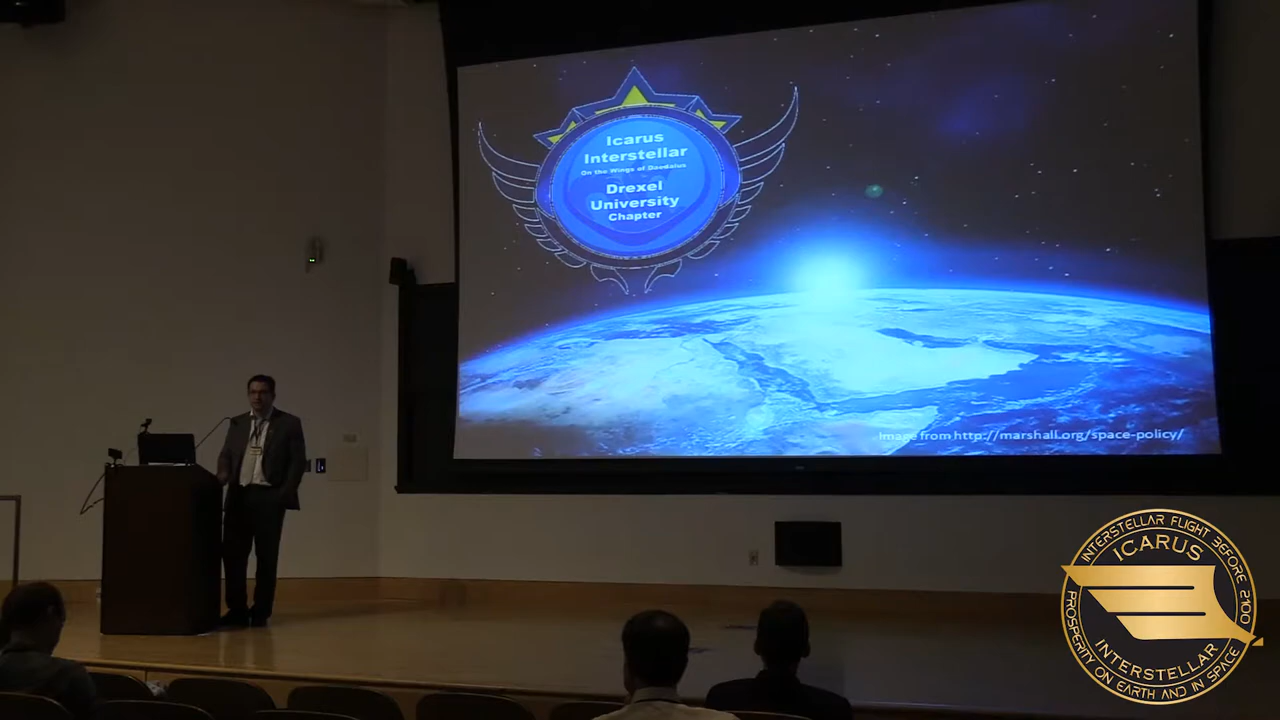 Icarus
Interstellar
On the Wings of Daedalus
Drexel
University
Chapter
Image from http://marshall.org/space-policy/
INTERSTELLAR FLIGHT BEFORE 2100
ICARUS
INTERSTELLAR
PROSPERITY ON EARTH AND IN SPACE